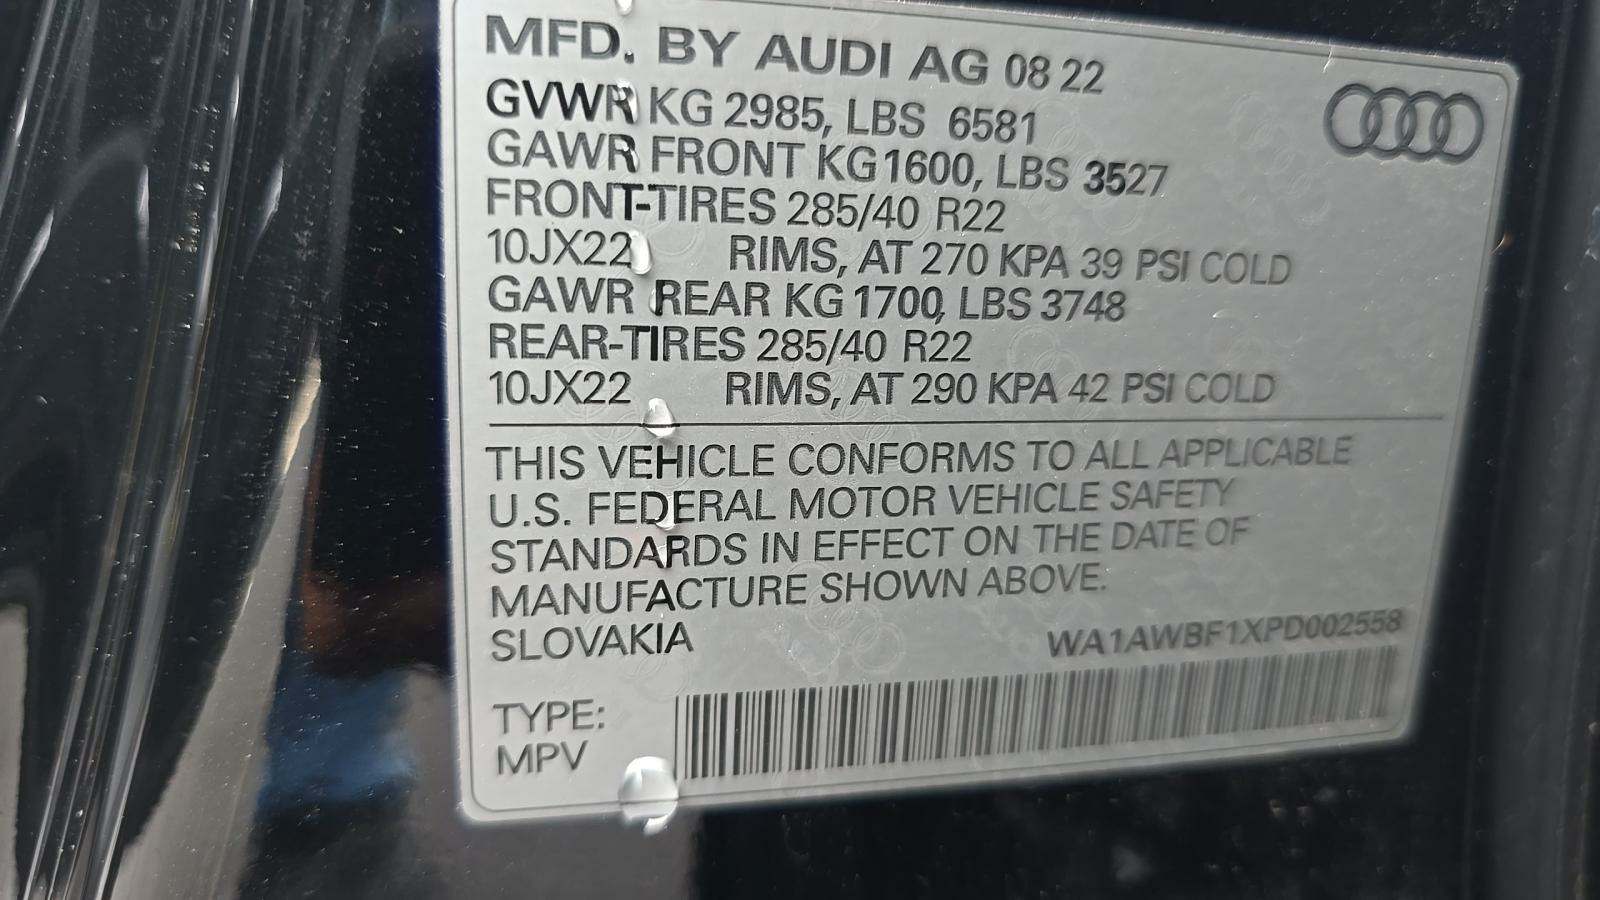 MFD. BY AUDI AG 08 22
GVWR KG 2985, LBS 6581
GAWR FRONT KG 1600, LBS 3527
FRONT-TIRES 285/40 R22
10JX22 RIMS, AT 270 KPA 39 PSI COLD
GAWR REAR KG 1700, LBS 3748
REAR-TIRES 285/40 R22
10JX22 RIMS, AT 290 KPA 42 PSI COLD
THIS VEHICLE CONFORMS TO ALL APPLICABLE
U.S. FEDERAL MOTOR VEHICLE SAFETY
STANDARDS IN EFFECT ON THE DATE OF
MANUFACTURE SHOWN ABOVE.
SLOVAKIA WA1AWBF1XPD002558
TYPE:
MPV